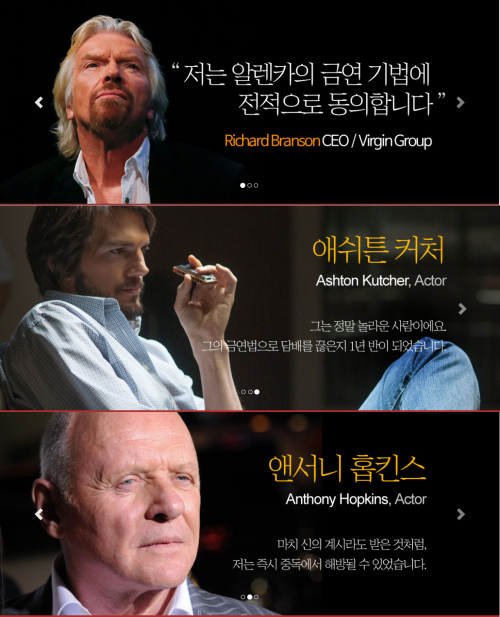 “ 저는 알렌카의 금연 기법에
전적으로 동의합니다 ”
Richard Branson CEO / Virgin Group
애쉬튼 커처
Ashton Kutcher, Actor
그는 정말 놀라운 사람이에요.
그의 금연법으로 담배를 끊은지 1년 반이 되었습니다.
앤서니 홉킨스
Anthony Hopkins, Actor
마치 신의 계시라도 받은 것처럼,
저는 즉시 중독에서 해방될 수 있었습니다.